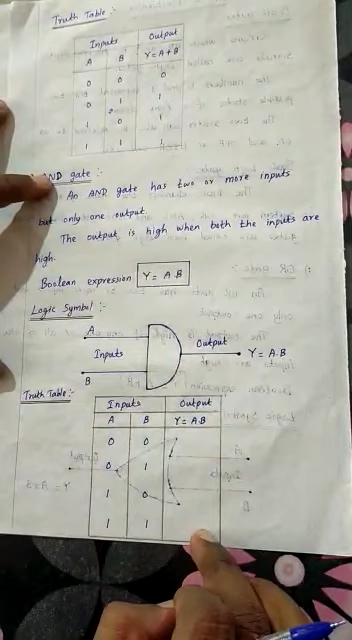 Truth Table :-
Inputs Output
A B Y = A + B
0 0 0
0 1 1
1 0 1
1 1 1
AND gate :-
An AND gate has two or more inputs
but only one output.
The output is high when both the inputs are
high.
Boolean expression Y = A.B
Logic Symbol :-
A
Inputs Output Y = A.B
B
Truth Table :-
Inputs Output
A B Y = A.B
0 0
0 1
1 0
1 1